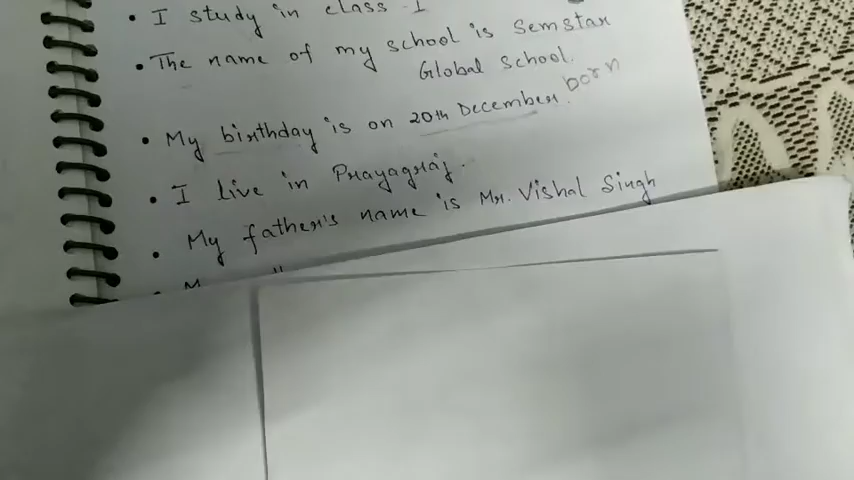 • I study in class I
• The name of my school is Semstar
Global School.
born
• My birthday is on 20th December.
• I live in Prayagraj.
• My father's name is Mr. Vishal Singh
•